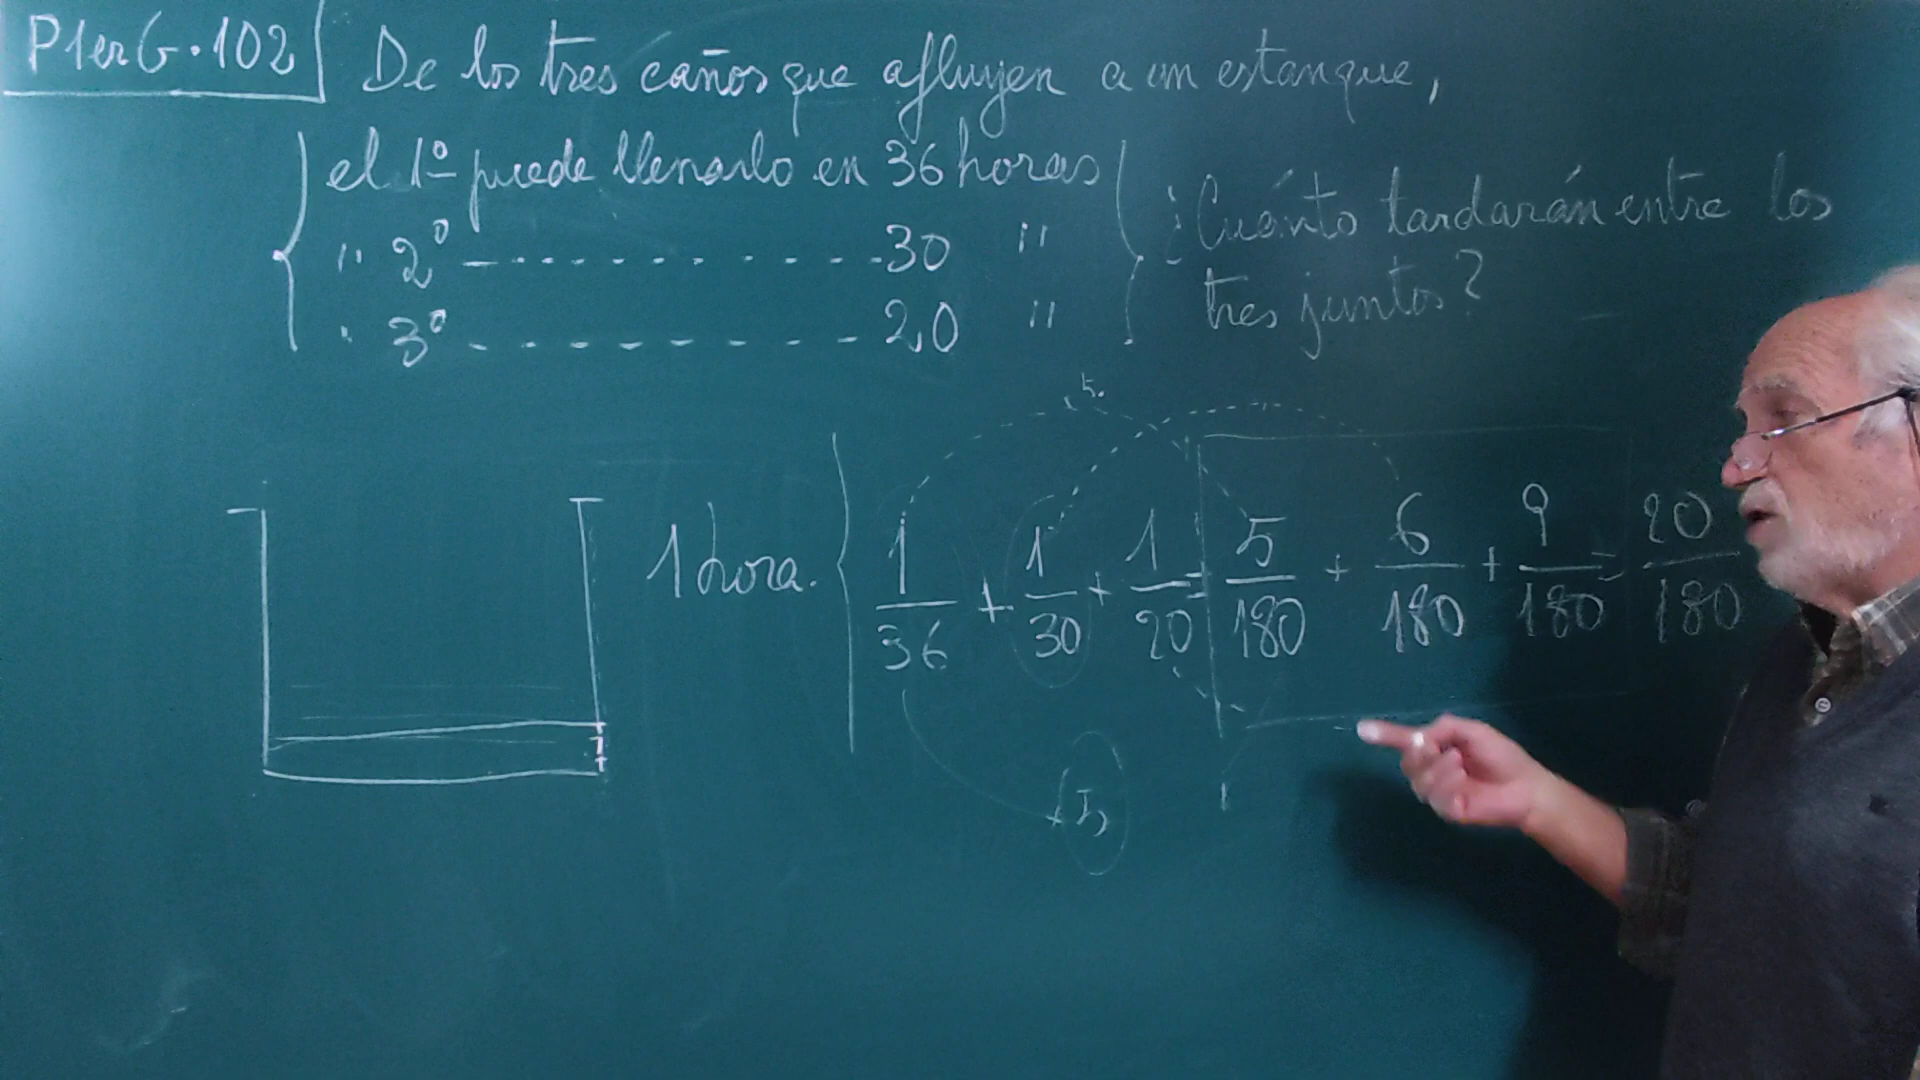 P1erG.102
De los tres caños que afluyen a un estanque,
el 1º puede llenarlo en 36 horas
" 2º - - - - - - - - - - - 30 "
" 3º - - - - - - - - - - 20 "
¿Cuánto tardarán entre los
tres juntos?
5.
1 hora. { 1/36 + 1/30 + 1/20 = 5/180 + 6/180 + 9/180 = 20/180
5